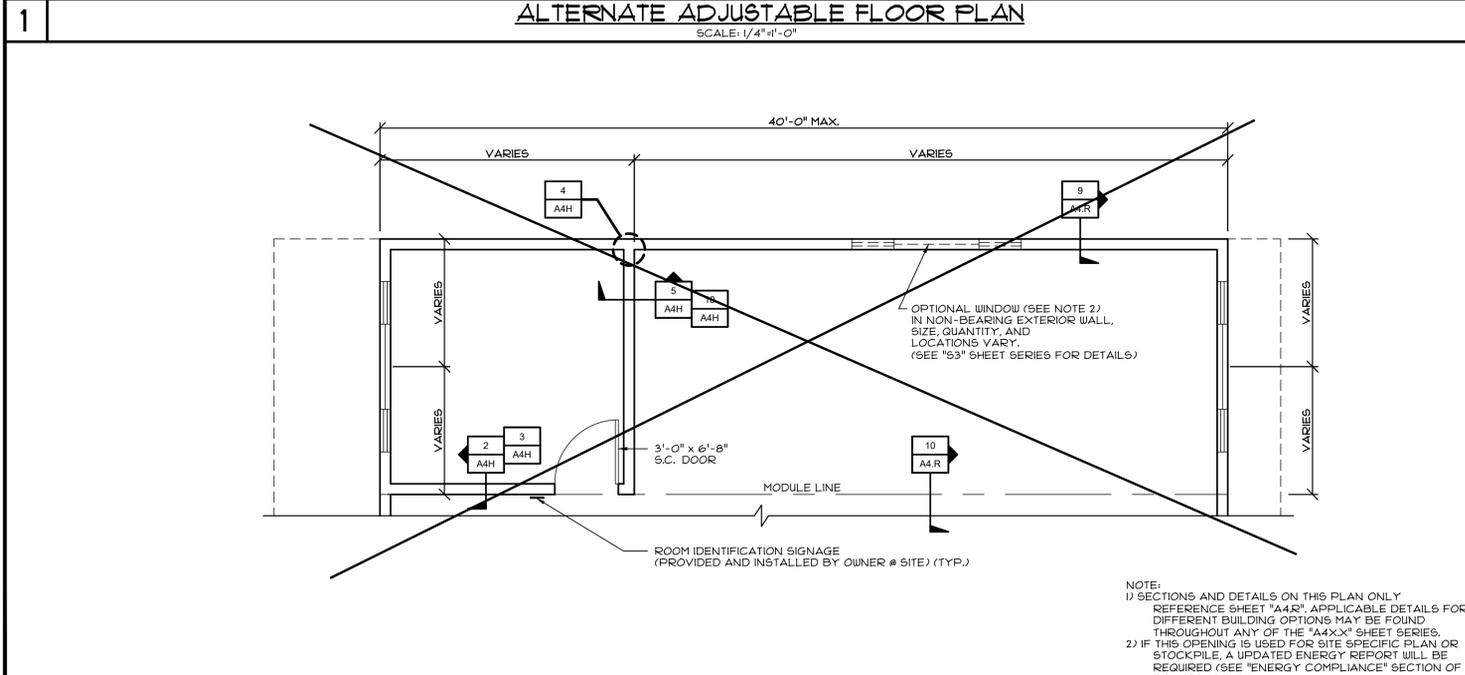 1
ALTERNATE ADJUSTABLE FLOOR PLAN
SCALE: 1/4"=1'-0"
40'-0" MAX.
VARIES
VARIES
4
A4H
9
A4.R
VARIES
5
A4H
10
A4H
VARIES
OPTIONAL WINDOW (SEE NOTE 2)
IN NON-BEARING EXTERIOR WALL,
SIZE, QUANTITY, AND
LOCATIONS VARY.
(SEE "S3" SHEET SERIES FOR DETAILS)
VARIES
2
A4H
3
A4H
3'-0" x 6'-8"
S.C. DOOR
10
A4.R
VARIES
MODULE LINE
ROOM IDENTIFICATION SIGNAGE
(PROVIDED AND INSTALLED BY OWNER @ SITE) (TYP.)
NOTE:
1) SECTIONS AND DETAILS ON THIS PLAN ONLY
REFERENCE SHEET "A4.R". APPLICABLE DETAILS FOR
DIFFERENT BUILDING OPTIONS MAY BE FOUND
THROUGHOUT ANY OF THE "A4X.X" SHEET SERIES.
2) IF THIS OPENING IS USED FOR SITE SPECIFIC PLAN OR
STOCKPILE, A UPDATED ENERGY REPORT WILL BE
REQUIRED (SEE "ENERGY COMPLIANCE" SECTION OF